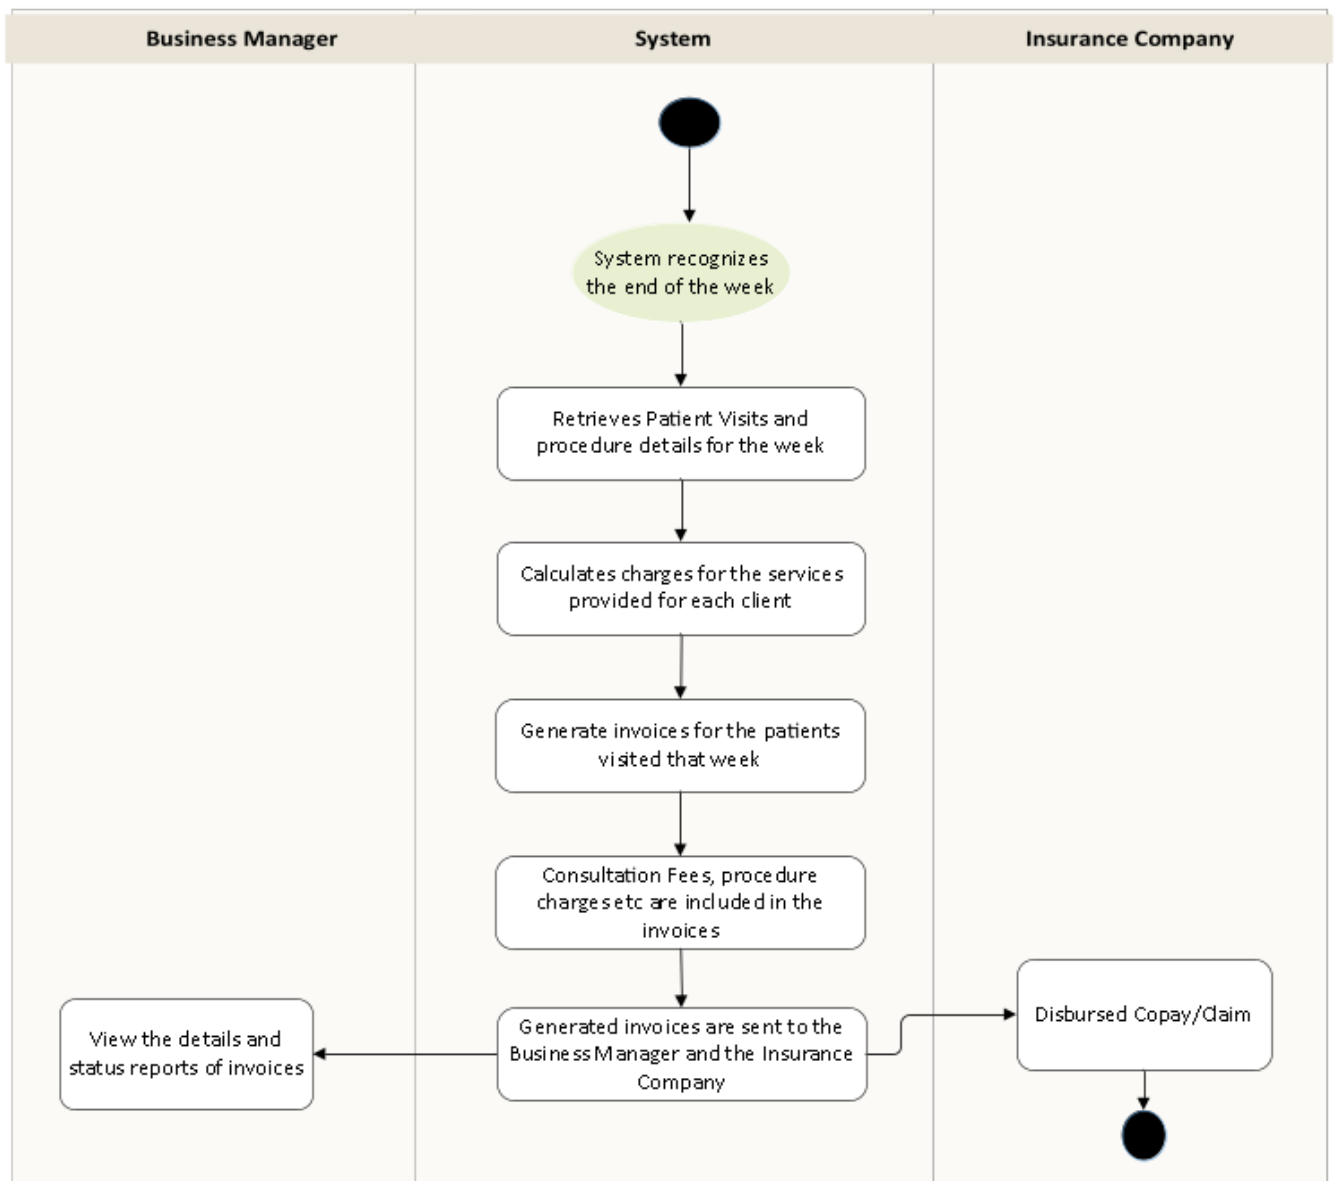 Business Manager
System
Insurance Company
System recognizes
the end of the week
Retrieves Patient Visits and
procedure details for the week
Calculates charges for the services
provided for each client
Generate invoices for the patients
visited that week
Consultation Fees, procedure
charges etc are included in the
invoices
Generated invoices are sent to the
Business Manager and the Insurance
Company
View the details and
status reports of invoices
Disbursed Copay/Claim